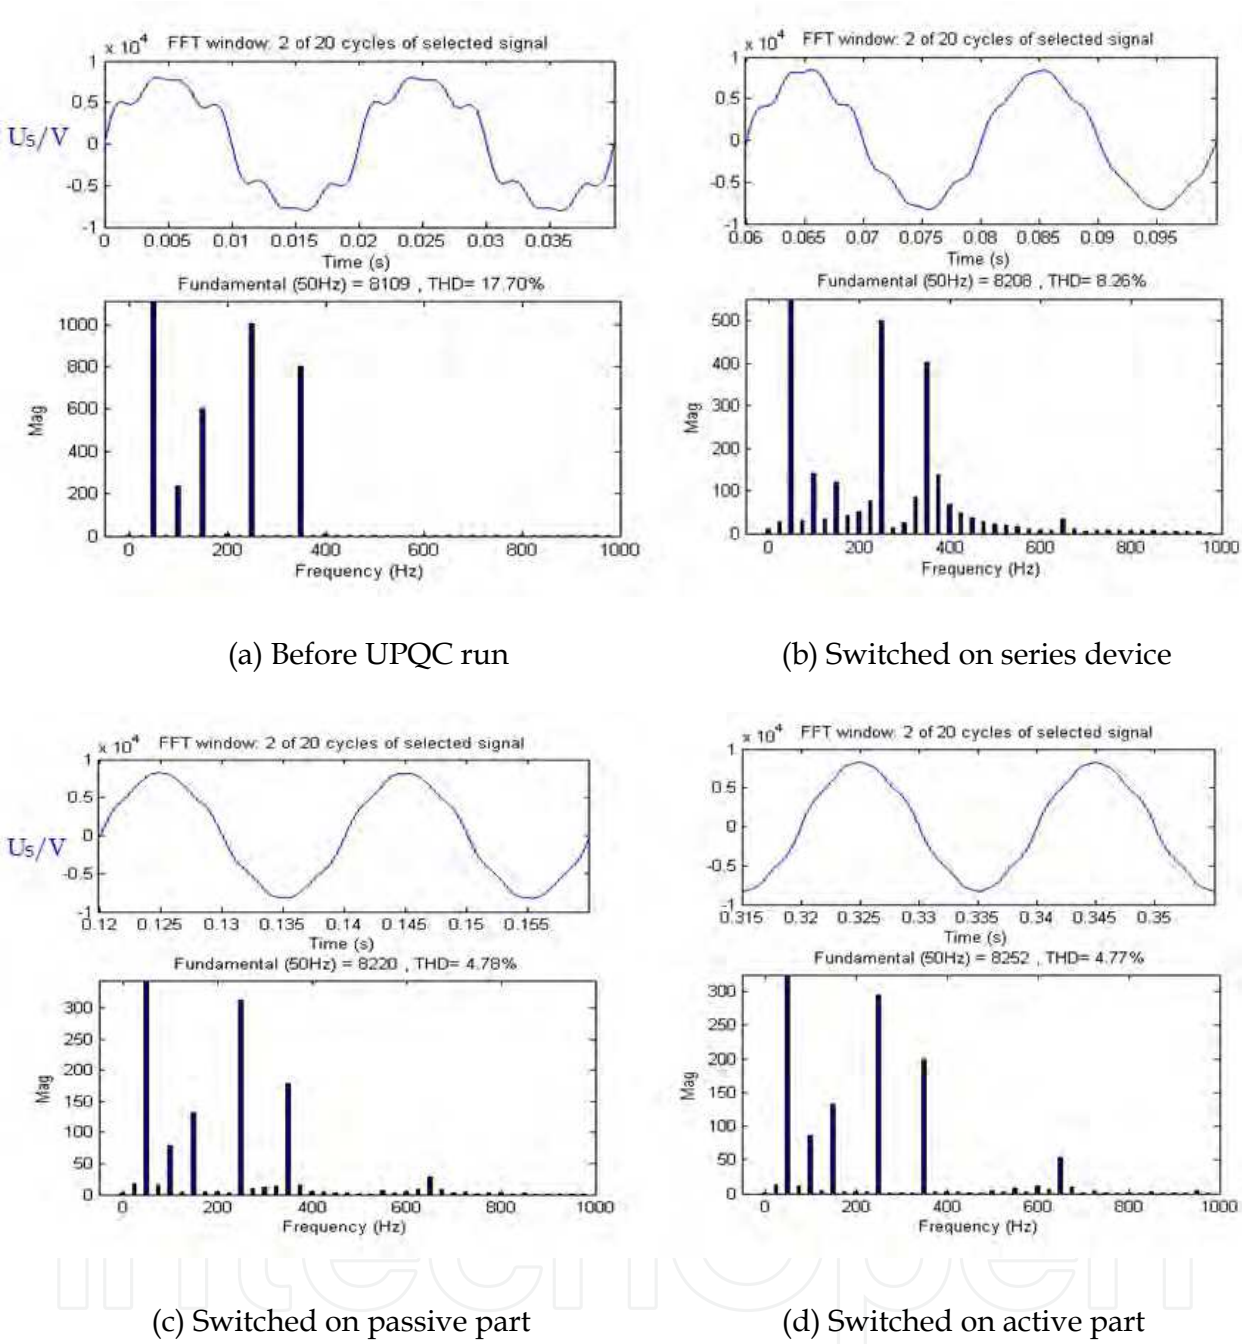 x 10⁴ FFT window: 2 of 20 cycles of selected signal
1
0.5
U₅/V
0
-0.5
-1
0 0.005 0.01 0.015 0.02 0.025 0.03 0.035
Time (s)
Fundamental (50Hz) = 8109 , THD= 17.70%
1000
800
600
Mag
400
200
0
0 200 400 600 800 1000
Frequency (Hz)
(a) Before UPQC run
x 10⁴ FFT window: 2 of 20 cycles of selected signal
1
0.5
0
-0.5
-1
0.06 0.065 0.07 0.075 0.08 0.085 0.09 0.095
Time (s)
Fundamental (50Hz) = 8208 , THD= 8.26%
500
400
300
Mag
200
100
0
0 200 400 600 800 1000
Frequency (Hz)
(b) Switched on series device
x 10⁴ FFT window: 2 of 20 cycles of selected signal
1
0.5
0
U₅/V
-0.5
-1
0.12 0.125 0.13 0.135 0.14 0.145 0.15 0.155
Time (s)
Fundamental (50Hz) = 8220 , THD= 4.78%
300
250
200
150
Mag
100
50
0
0 200 400 600 800 1000
Frequency (Hz)
(c) Switched on passive part
x 10⁴ FFT window: 2 of 20 cycles of selected signal
1
0.5
0
-0.5
-1
0.315 0.32 0.325 0.33 0.335 0.34 0.345 0.35
Time (s)
Fundamental (50Hz) = 8252 , THD= 4.77%
300
250
200
150
Mag
100
50
0
0 200 400 600 800 1000
Frequency (Hz)
(d) Switched on active part
intechopen